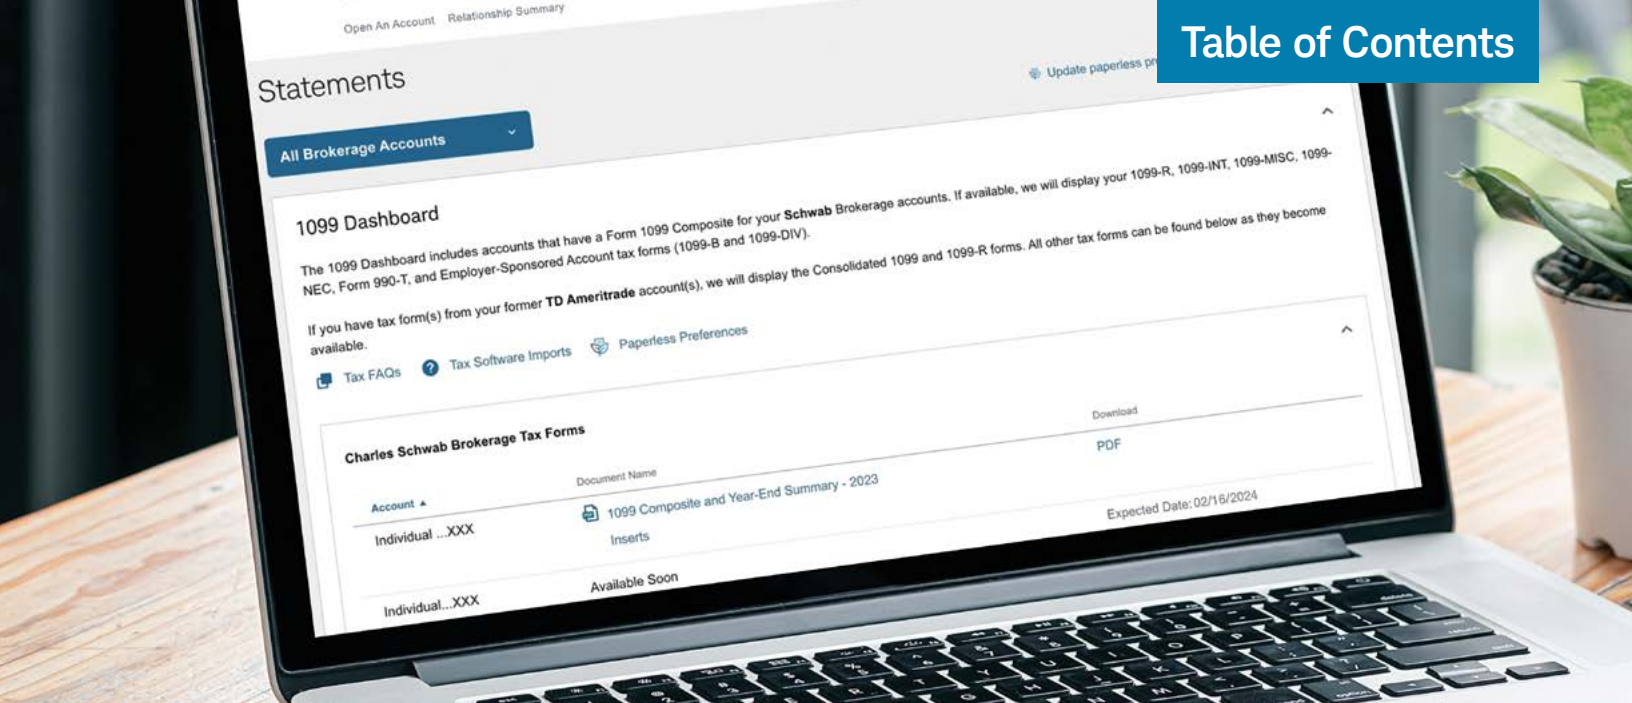 Table of Contents
Open An Account Relationship Summary
Statements
Update paperless
All Brokerage Accounts
1099 Dashboard
The 1099 Dashboard includes accounts that have a Form 1099 Composite for your Schwab Brokerage accounts. If available, we will display your 1099-R, 1099-INT, 1099-MISC, 1099-
NEC, Form 990-T, and Employer-Sponsored Account tax forms (1099-B and 1099-DIV).
If you have tax form(s) from your former TD Ameritrade account(s), we will display the Consolidated 1099 and 1099-R forms. All other tax forms can be found below as they become
available.
Tax FAQs Tax Software Imports Paperless Preferences
Charles Schwab Brokerage Tax Forms
Account Document Name Download
Individual ...XXX 1099 Composite and Year-End Summary - 2023 PDF
Inserts
Individual...XXX Available Soon Expected Date: 02/16/2024
delete
return
option